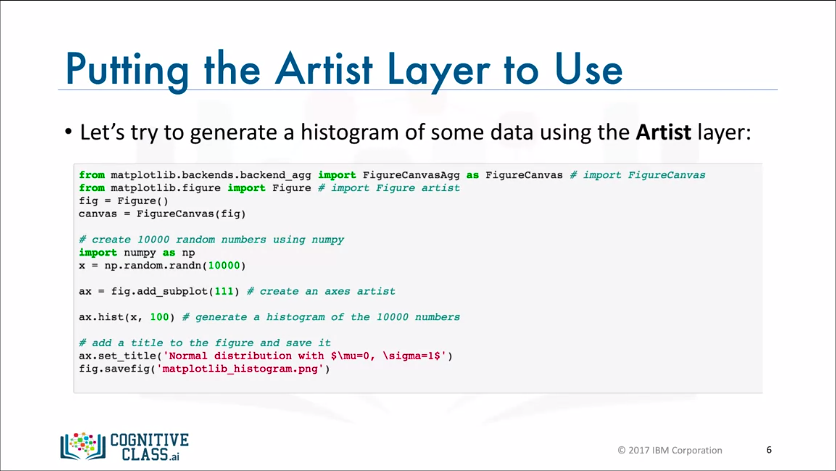 Putting the Artist Layer to Use
• Let's try to generate a histogram of some data using the Artist layer:
from matplotlib.backends.backend_agg import FigureCanvasAgg as FigureCanvas # import FigureCanvas
from matplotlib.figure import Figure # import Figure artist
fig = Figure()
canvas = FigureCanvas(fig)
# create 10000 random numbers using numpy
import numpy as np
x = np.random.randn(10000)
ax = fig.add_subplot(111) # create an axes artist
ax.hist(x, 100) # generate a histogram of the 10000 numbers
# add a title to the figure and save it
ax.set_title('Normal distribution with $\mu=0, \sigma=1$')
fig.savefig('matplotlib_histogram.png')
COGNITIVE
CLASS.ai
© 2017 IBM Corporation
6